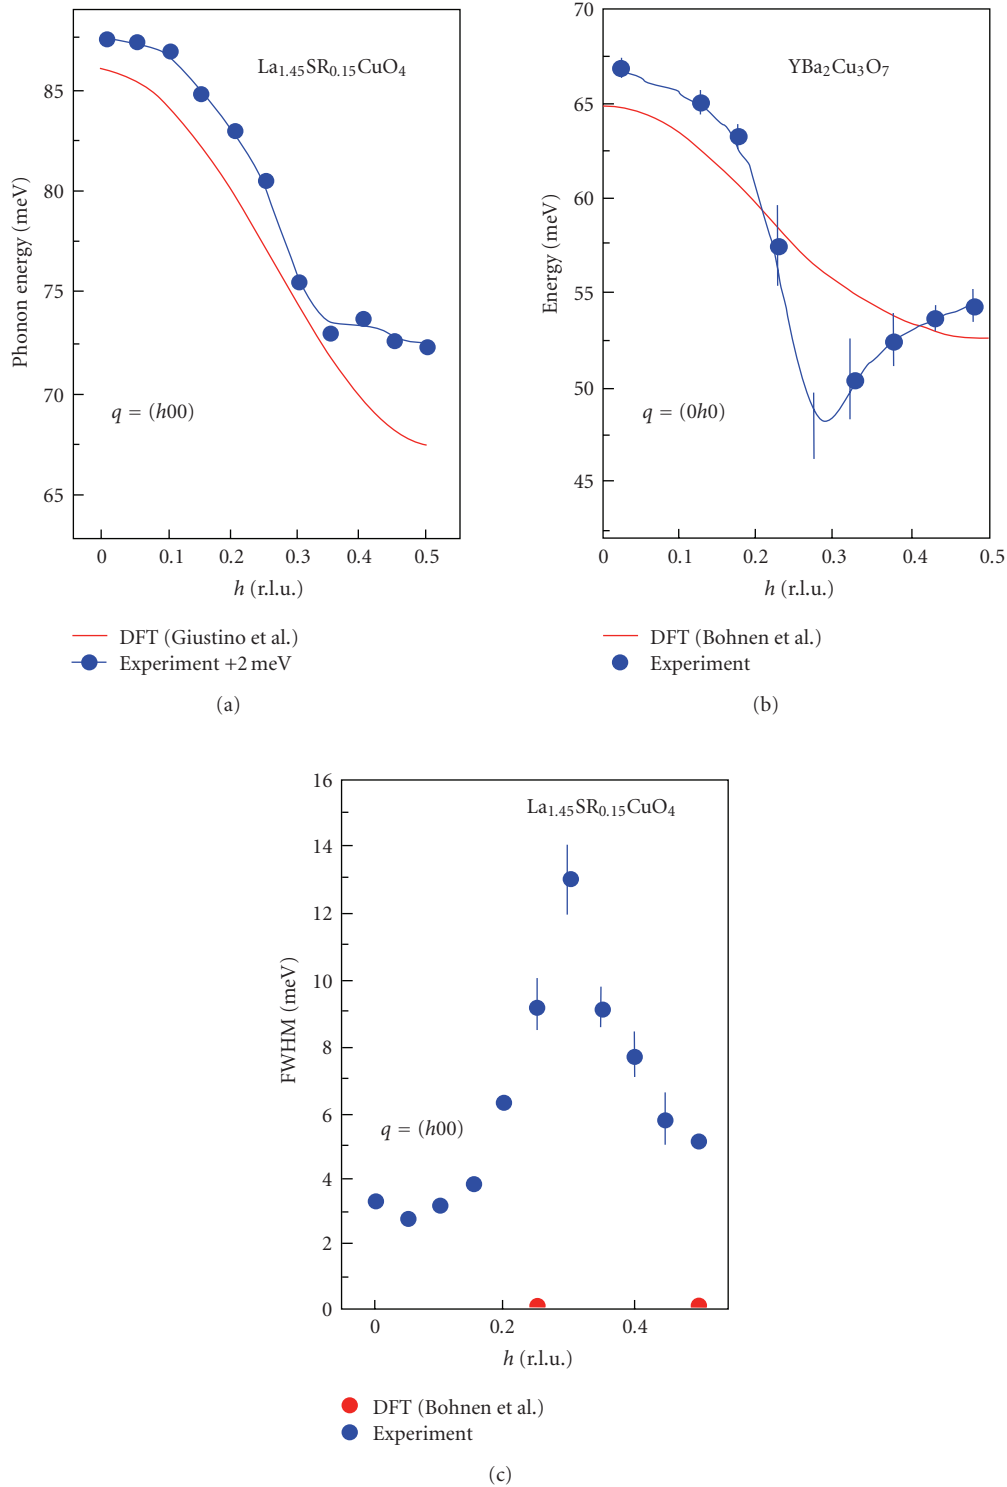 La1.45SR0.15CuO4
85
80
75
70
65
Phonon energy (meV)
q = (h00)
0 0.1 0.2 0.3 0.4 0.5
h (r.l.u.)
DFT (Giustino et al.)
Experiment +2 meV
(a)
YBa2Cu3O7
70
65
60
55
50
45
Energy (meV)
q = (0h0)
0 0.1 0.2 0.4 0.5
h (r.l.u.)
DFT (Bohnen et al.)
Experiment
(b)
La1.45SR0.15CuO4
16
14
12
10
8
6
4
2
0
FWHM (meV)
q = (h00)
0 0.2 0.4
h (r.l.u.)
DFT (Bohnen et al.)
Experiment
(c)